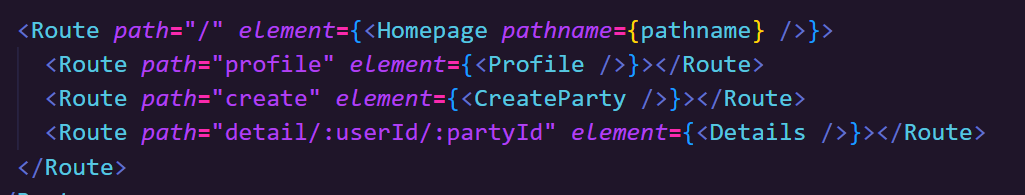 <Route path="/" element={<Homepage pathname={pathname} />}>
<Route path="profile" element={<Profile />}></Route>
<Route path="create" element={<CreateParty />}></Route>
<Route path="detail/:userId/:partyId" element={<Details />}></Route>
</Route>